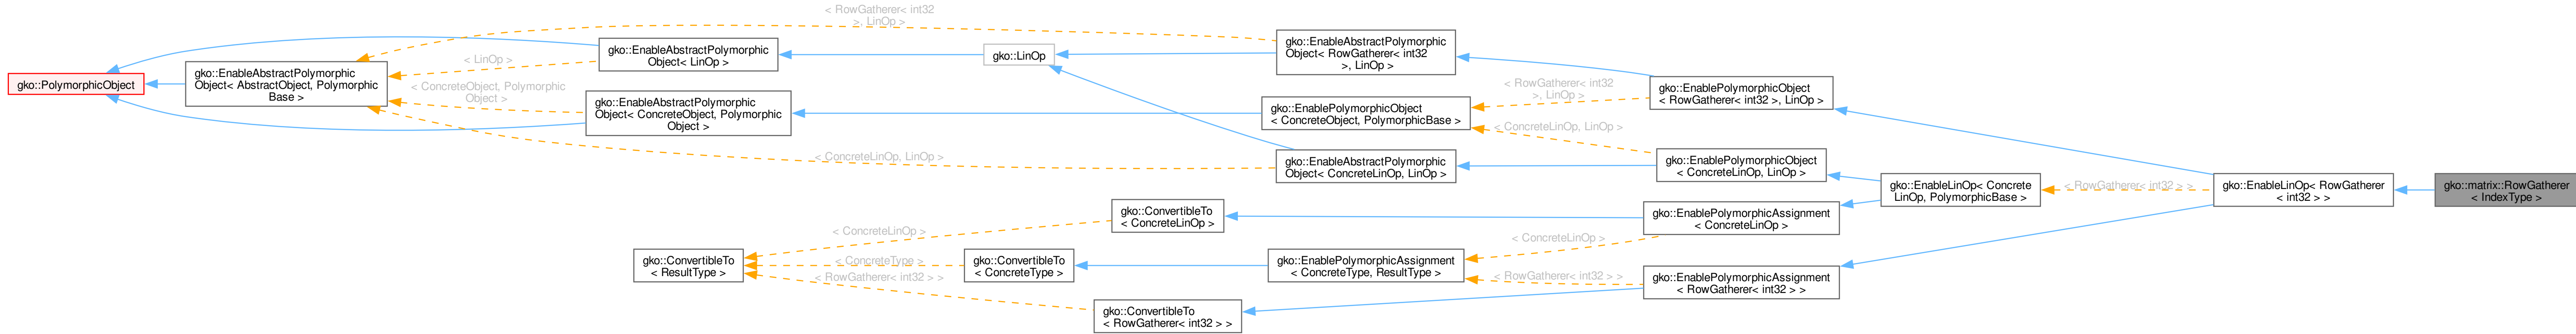 gko::PolymorphicObject
gko::EnableAbstractPolymorphic
Object< AbstractObject, Polymorphic
Base >
< RowGatherer< int32
>, LinOp >
< LinOp >
< ConcreteObject, Polymorphic
Object >
< ConcreteLinOp, LinOp >
gko::EnableAbstractPolymorphic
Object< LinOp >
gko::EnableAbstractPolymorphic
Object< ConcreteObject, Polymorphic
Object >
gko::ConvertibleTo
< ResultType >
< ConcreteLinOp >
< ConcreteType >
< RowGatherer< int32 > >
gko::LinOp
gko::ConvertibleTo
< ConcreteLinOp >
gko::ConvertibleTo
< ConcreteType >
gko::ConvertibleTo
< RowGatherer< int32 > >
gko::EnableAbstractPolymorphic
Object< RowGatherer< int32
>, LinOp >
gko::EnablePolymorphicObject
< ConcreteObject, PolymorphicBase >
gko::EnableAbstractPolymorphic
Object< ConcreteLinOp, LinOp >
gko::EnablePolymorphicAssignment
< ConcreteType, ResultType >
< RowGatherer< int32
>, LinOp >
< ConcreteLinOp, LinOp >
< ConcreteLinOp >
< RowGatherer< int32 > >
gko::EnablePolymorphicObject
< RowGatherer< int32 >, LinOp >
gko::EnablePolymorphicObject
< ConcreteLinOp, LinOp >
gko::EnablePolymorphicAssignment
< ConcreteLinOp >
gko::EnablePolymorphicAssignment
< RowGatherer< int32 > >
gko::EnableLinOp< Concrete
LinOp, PolymorphicBase >
< RowGatherer< int32 > >
gko::EnableLinOp< RowGatherer
< int32 > >
gko::matrix::RowGatherer
< IndexType >